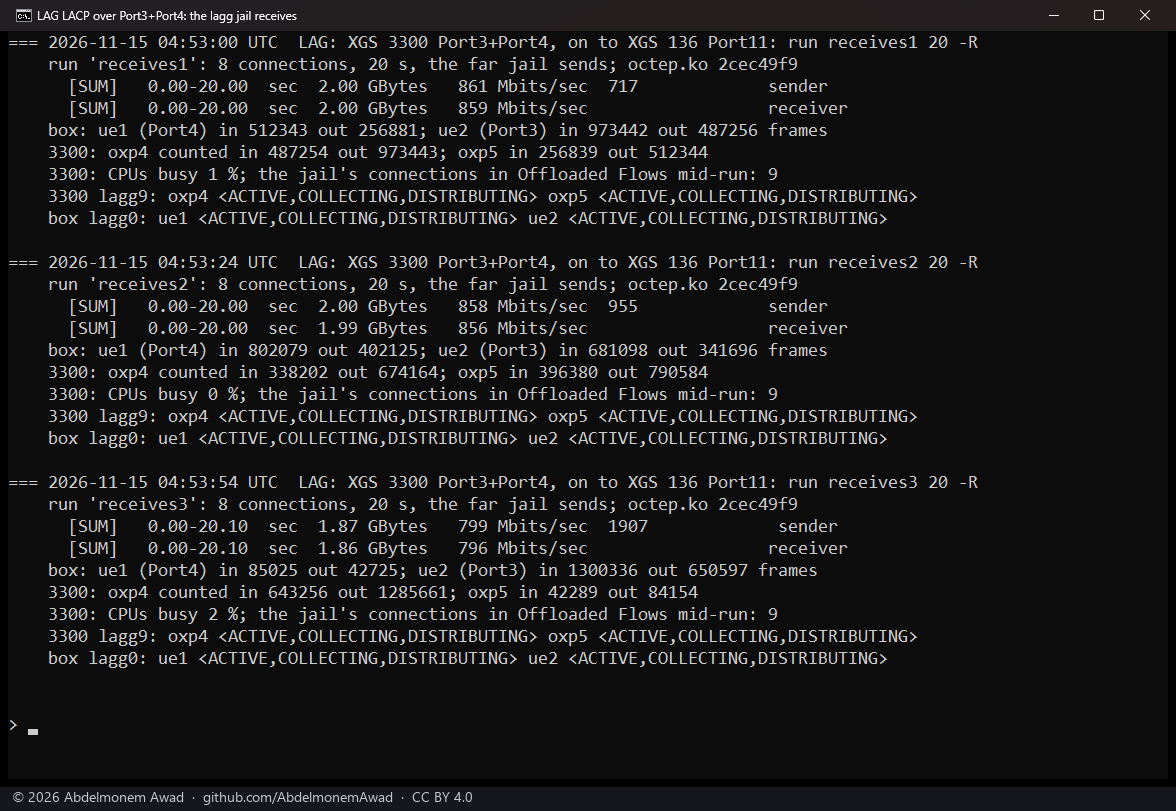 LAG LACP over Port3+Port4: the lagg jail receives
=== 2026-11-15 04:53:00 UTC  LAG: XGS 3300 Port3+Port4, on to XGS 136 Port11: run receives1 20 -R
    run 'receives1': 8 connections, 20 s, the far jail sends; octep.ko 2cec49f9
      [SUM]   0.00-20.00  sec  2.00 GBytes   861 Mbits/sec  717             sender
      [SUM]   0.00-20.00  sec  2.00 GBytes   859 Mbits/sec                  receiver
    box: ue1 (Port4) in 512343 out 256881; ue2 (Port3) in 973442 out 487256 frames
    3300: oxp4 counted in 487254 out 973443; oxp5 in 256839 out 512344
    3300: CPUs busy 1 %; the jail's connections in Offloaded Flows mid-run: 9
    3300 lagg9: oxp4 <ACTIVE,COLLECTING,DISTRIBUTING> oxp5 <ACTIVE,COLLECTING,DISTRIBUTING>
    box lagg0: ue1 <ACTIVE,COLLECTING,DISTRIBUTING> ue2 <ACTIVE,COLLECTING,DISTRIBUTING>
=== 2026-11-15 04:53:24 UTC  LAG: XGS 3300 Port3+Port4, on to XGS 136 Port11: run receives2 20 -R
    run 'receives2': 8 connections, 20 s, the far jail sends; octep.ko 2cec49f9
      [SUM]   0.00-20.00  sec  2.00 GBytes   858 Mbits/sec  955             sender
      [SUM]   0.00-20.00  sec  1.99 GBytes   856 Mbits/sec                  receiver
    box: ue1 (Port4) in 802079 out 402125; ue2 (Port3) in 681098 out 341696 frames
    3300: oxp4 counted in 338202 out 674164; oxp5 in 396380 out 790584
    3300: CPUs busy 0 %; the jail's connections in Offloaded Flows mid-run: 9
    3300 lagg9: oxp4 <ACTIVE,COLLECTING,DISTRIBUTING> oxp5 <ACTIVE,COLLECTING,DISTRIBUTING>
    box lagg0: ue1 <ACTIVE,COLLECTING,DISTRIBUTING> ue2 <ACTIVE,COLLECTING,DISTRIBUTING>
=== 2026-11-15 04:53:54 UTC  LAG: XGS 3300 Port3+Port4, on to XGS 136 Port11: run receives3 20 -R
    run 'receives3': 8 connections, 20 s, the far jail sends; octep.ko 2cec49f9
      [SUM]   0.00-20.10  sec  1.87 GBytes   799 Mbits/sec  1907             sender
      [SUM]   0.00-20.10  sec  1.86 GBytes   796 Mbits/sec                  receiver
    box: ue1 (Port4) in 85025 out 42725; ue2 (Port3) in 1300336 out 650597 frames
    3300: oxp4 counted in 643256 out 1285661; oxp5 in 42289 out 84154
    3300: CPUs busy 2 %; the jail's connections in Offloaded Flows mid-run: 9
    3300 lagg9: oxp4 <ACTIVE,COLLECTING,DISTRIBUTING> oxp5 <ACTIVE,COLLECTING,DISTRIBUTING>
    box lagg0: ue1 <ACTIVE,COLLECTING,DISTRIBUTING> ue2 <ACTIVE,COLLECTING,DISTRIBUTING>
>
© 2026 Abdelmonem Awad · github.com/AbdelmonemAwad · CC BY 4.0